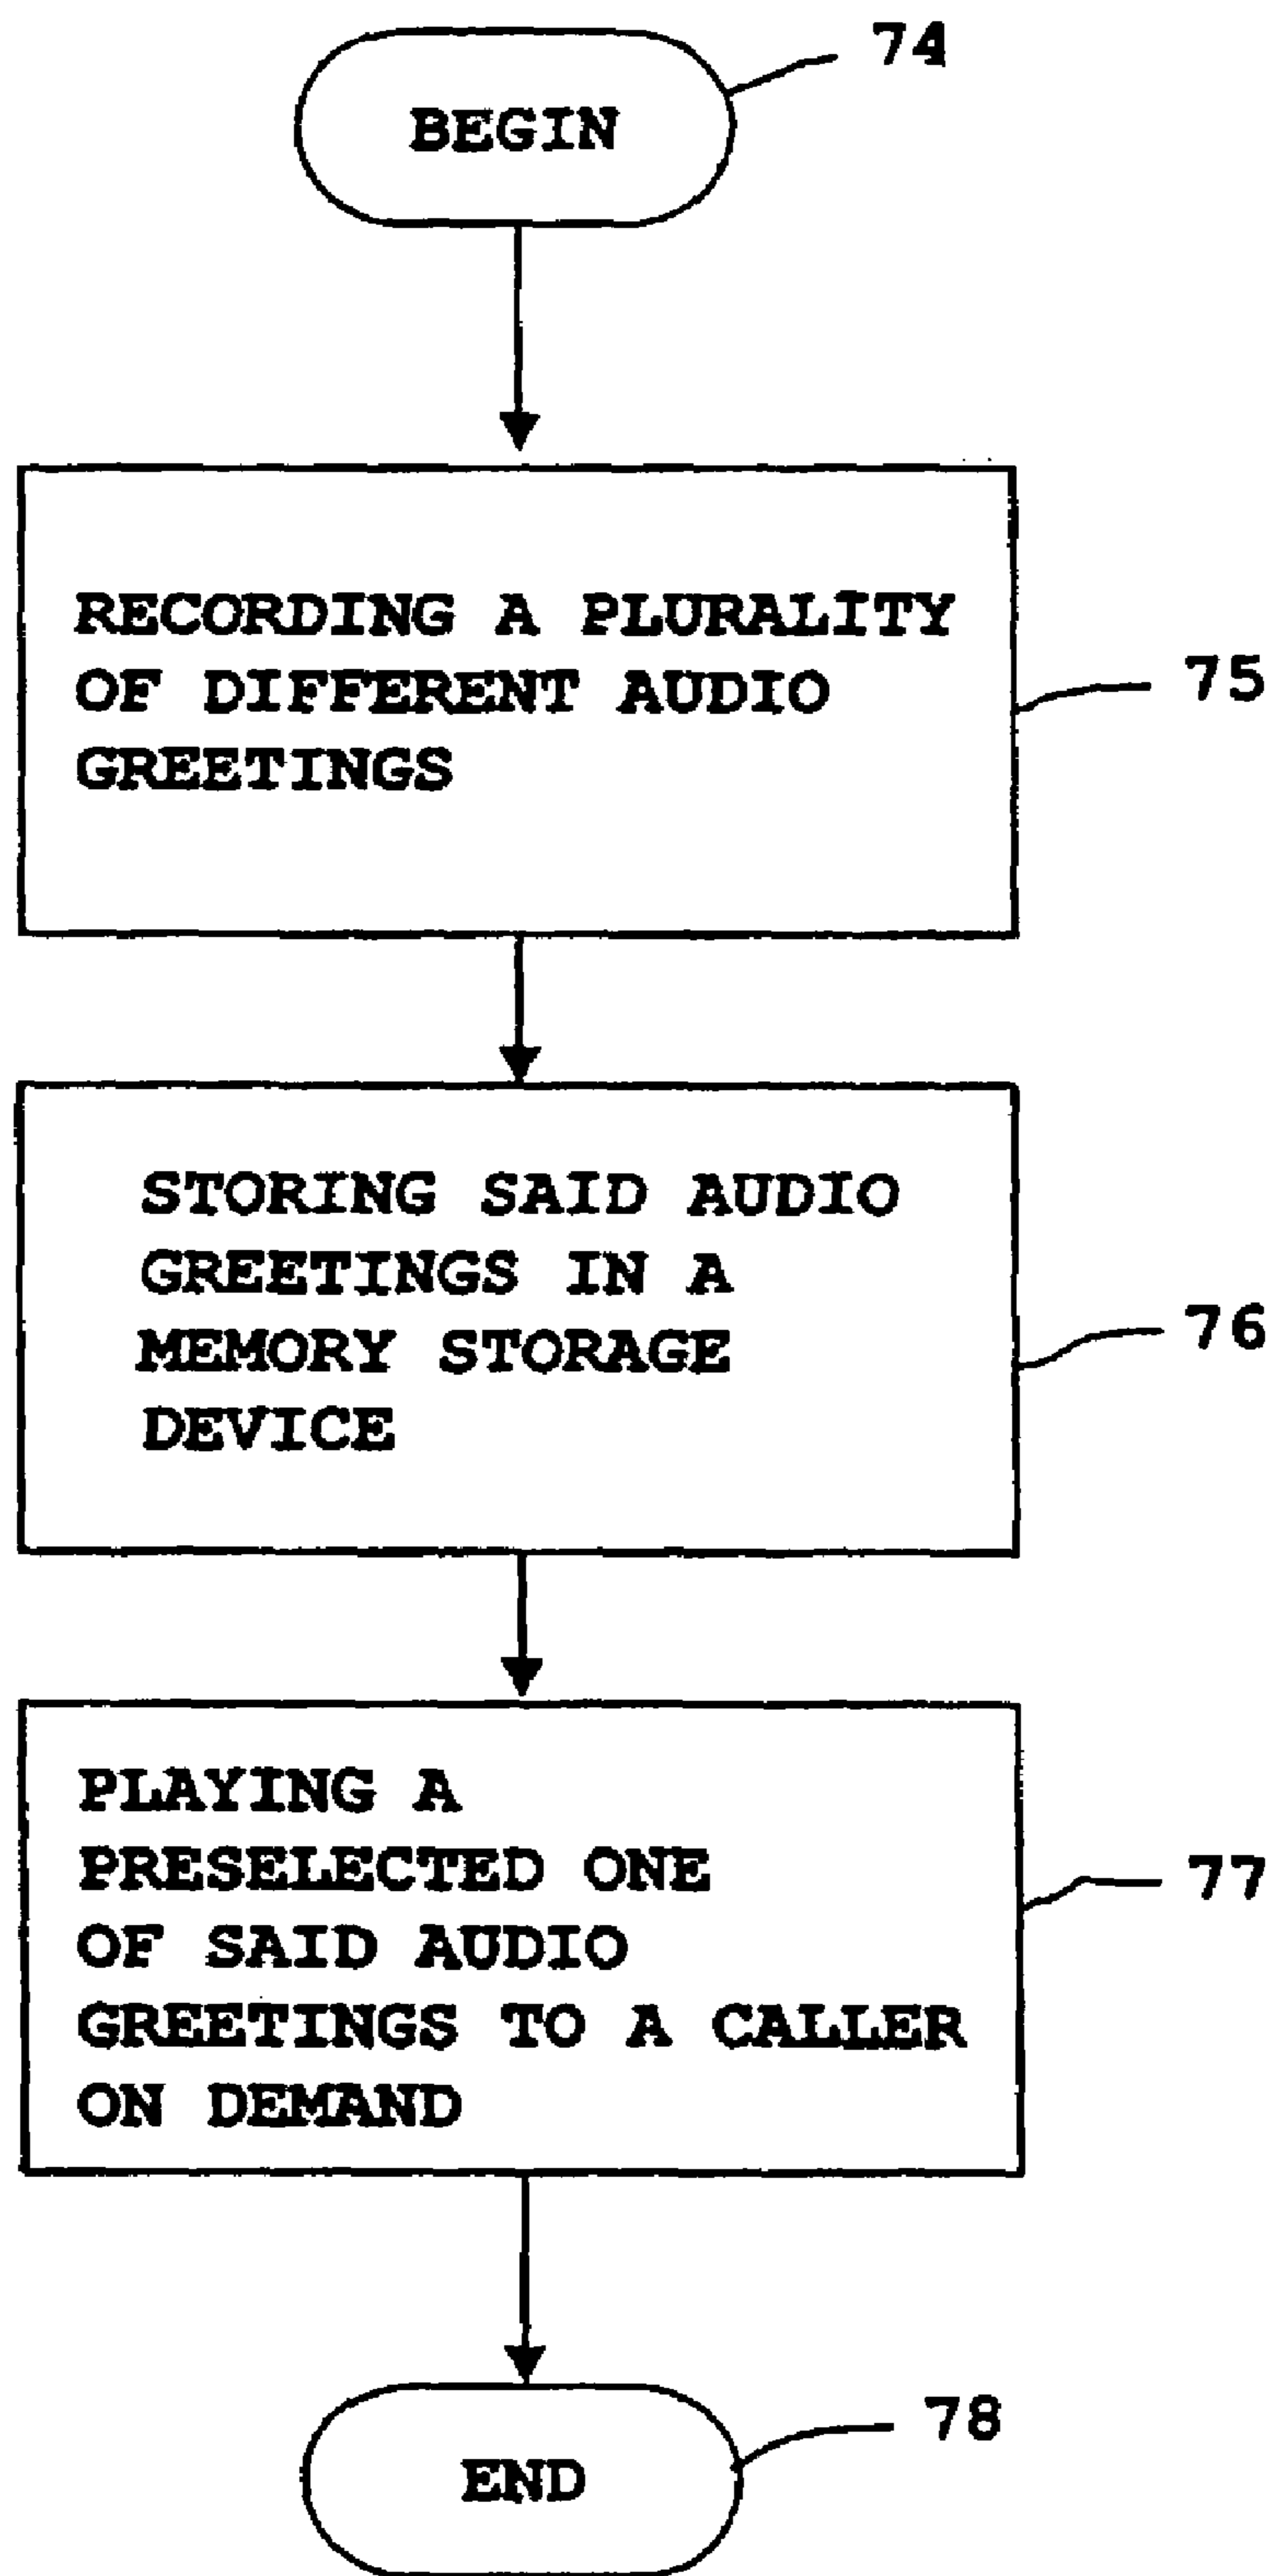 74
BEGIN
RECORDING A PLURALITY
OF DIFFERENT AUDIO
GREETINGS
75
STORING SAID AUDIO
GREETINGS IN A
MEMORY STORAGE
DEVICE
76
PLAYING A
PRESELECTED ONE
OF SAID AUDIO
GREETINGS TO A CALLER
ON DEMAND
77
78
END